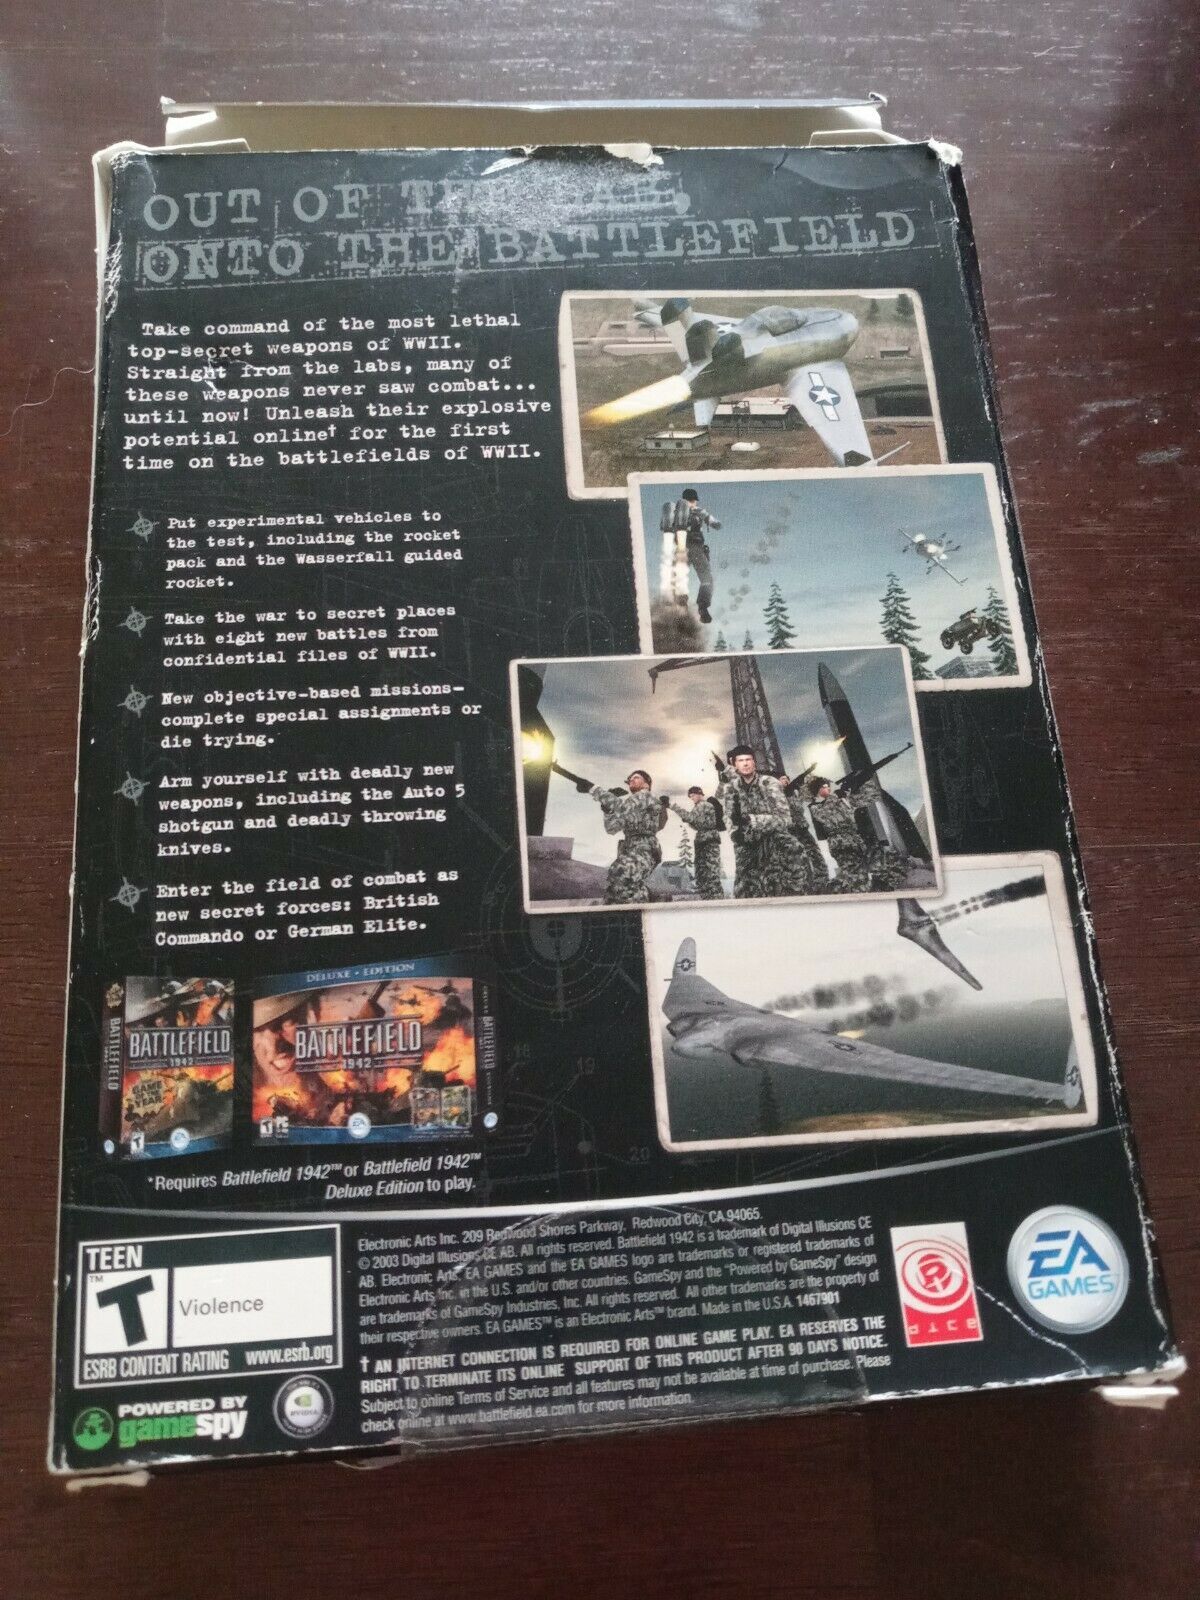 OUT OF THE LAB,
ONTO THE BATTLEFIELD
Take command of the most lethal
top-secret weapons of WWII.
Straight from the labs, many of
these weapons never saw combat...
until now! Unleash their explosive
potential online† for the first
time on the battlefields of WWII.
Put experimental vehicles to
the test, including the rocket
pack and the Wasserfall guided
rocket.
Take the war to secret places
with eight new battles from
confidential files of WWII.
New objective-based missions-
complete special assignments or
die trying.
Arm yourself with deadly new
weapons, including the Auto 5
shotgun and deadly throwing
knives.
Enter the field of combat as
new secret forces: British
Commando or German Elite.
BATTLEFIELD
BATTLEFIELD
1942
GAME
YEAR
T
DELUXE • EDITION
BATTLEFIELD
1942
T PC
EA
BATTLEFIELD
*Requires Battlefield 1942™ or Battlefield 1942™
Deluxe Edition to play.
18
19
20
TEEN
T™
Violence
ESRB CONTENT RATING www.esrb.org
POWERED BY
gamespy
NVIDIA
Electronic Arts Inc. 209 Redwood Shores Parkway, Redwood City, CA 94065.
© 2003 Digital Illusions CE AB. All rights reserved. Battlefield 1942 is a trademark of Digital Illusions CE
AB. Electronic Arts, EA GAMES and the EA GAMES logo are trademarks or registered trademarks of
Electronic Arts Inc. in the U.S. and/or other countries. GameSpy and the "Powered by GameSpy" design
are trademarks of GameSpy Industries, Inc. All rights reserved. All other trademarks are the property of
their respective owners. EA GAMES™ is an Electronic Arts™ brand. Made in the U.S.A. 1467901
† AN INTERNET CONNECTION IS REQUIRED FOR ONLINE GAME PLAY. EA RESERVES THE
RIGHT TO TERMINATE ITS ONLINE SUPPORT OF THIS PRODUCT AFTER 90 DAYS NOTICE.
Subject to online Terms of Service and all features may not be available at time of purchase. Please
check online at www.battlefield.ea.com for more information.
EA
GAMES™